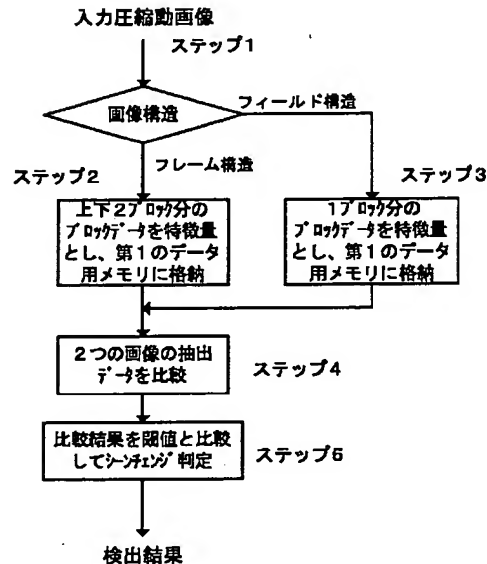 入力圧縮動画像
ステップ1
画像構造
フィールド構造
フレーム構造
ステップ2
ステップ3
上下2ブロック分の
ブロックデータを特徴量
とし、第1のデータ
用メモリに格納
1ブロック分の
ブロックデータを特徴量
とし、第1のデータ
用メモリに格納
2つの画像の抽出
データを比較
ステップ4
比較結果を閾値と比較
してシーンチェンジ判定
ステップ5
検出結果